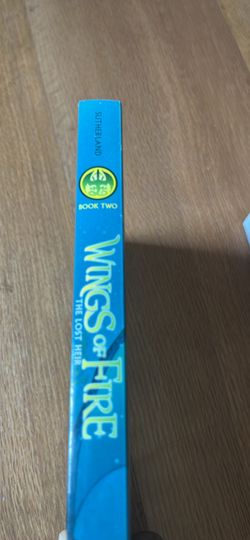 SUTHERLAND
BOOK TWO
WINGS OF FIRE
THE LOST HEIR